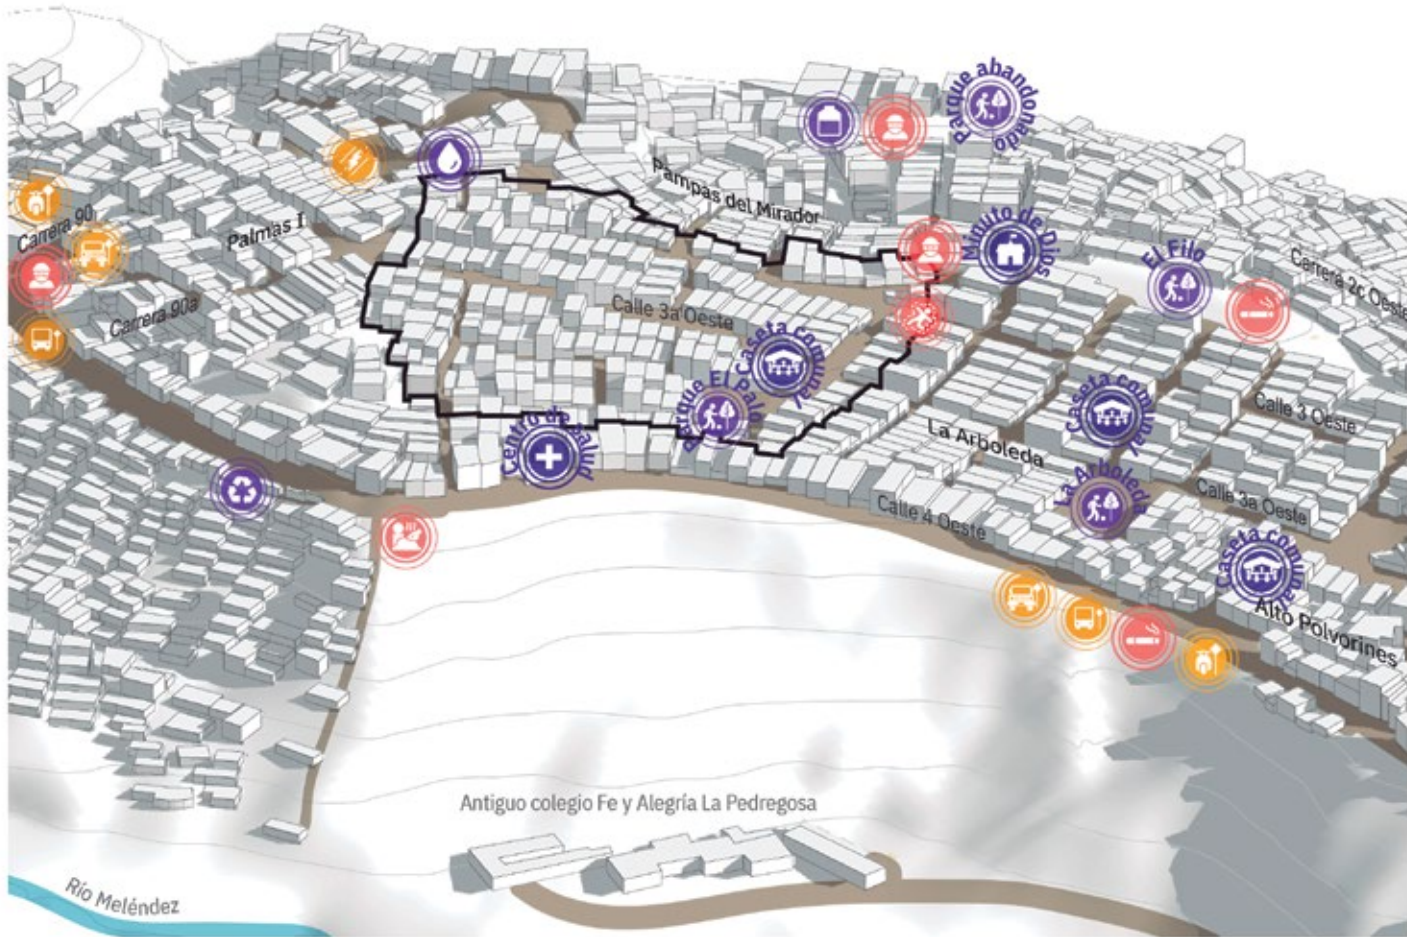 Parque abandonado
Pampas del Mirador
Carrera 90
Palmas I
Minuto de Dios
El Filo
Carrera 2c Oeste
Carrera 90a
Calle 3a Oeste
Caseta comunal
Parque El Palo
Caseta comunal
Calle 3 Oeste
Centro de salud
La Arboleda
La Arboleda
Calle 3a Oeste
Calle 4 Oeste
Caseta comunal
Alto Polvorines
Antiguo colegio Fe y Alegría La Pedregosa
Río Meléndez